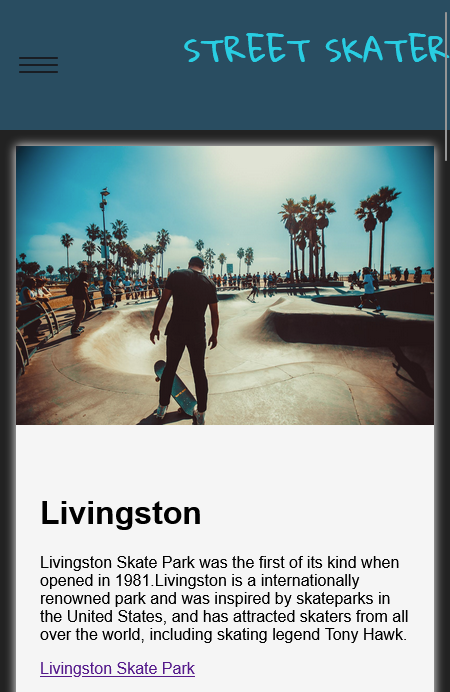 STREET SKATER
Livingston
Livingston Skate Park was the first of its kind when
opened in 1981.Livingston is a internationally
renowned park and was inspired by skateparks in
the United States, and has attracted skaters from all
over the world, including skating legend Tony Hawk.
Livingston Skate Park